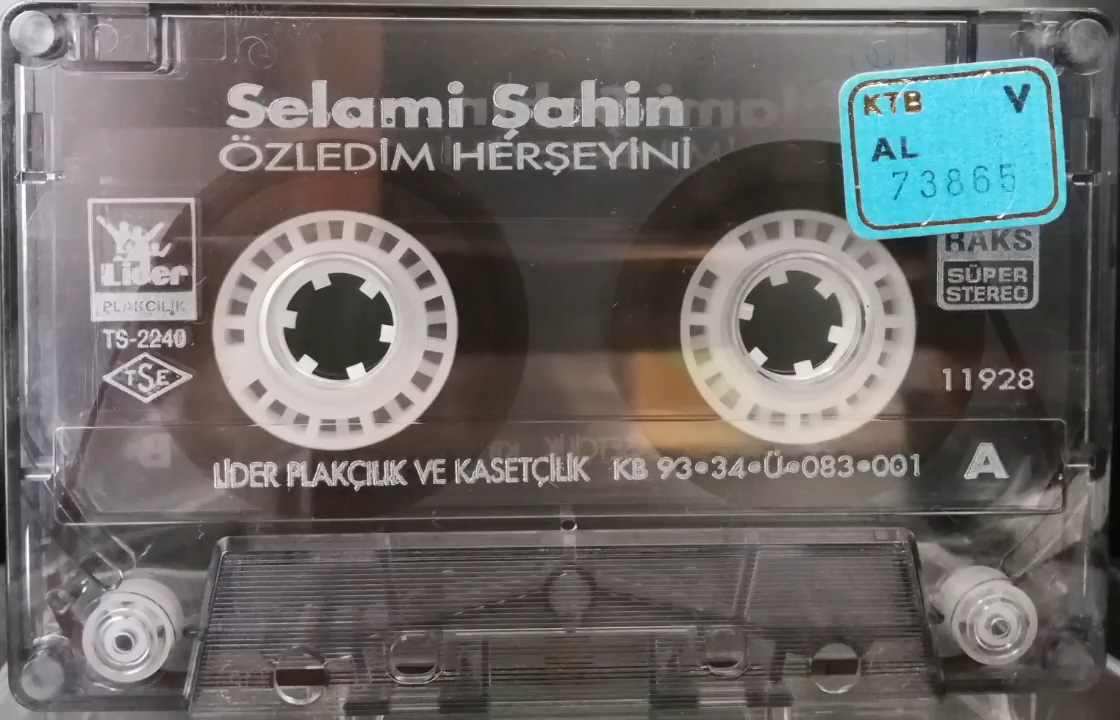 Selami Şahin
ÖZLEDİM HERŞEYİNİ
KTB V
AL
73865
Lider
PLAKÇILIK
TS-2240
TSE
RAKS
SÜPER
STEREO
11928
LİDER PLAKÇILIK VE KASETÇİLİK KB 93•34•Ü•083•001
A
B